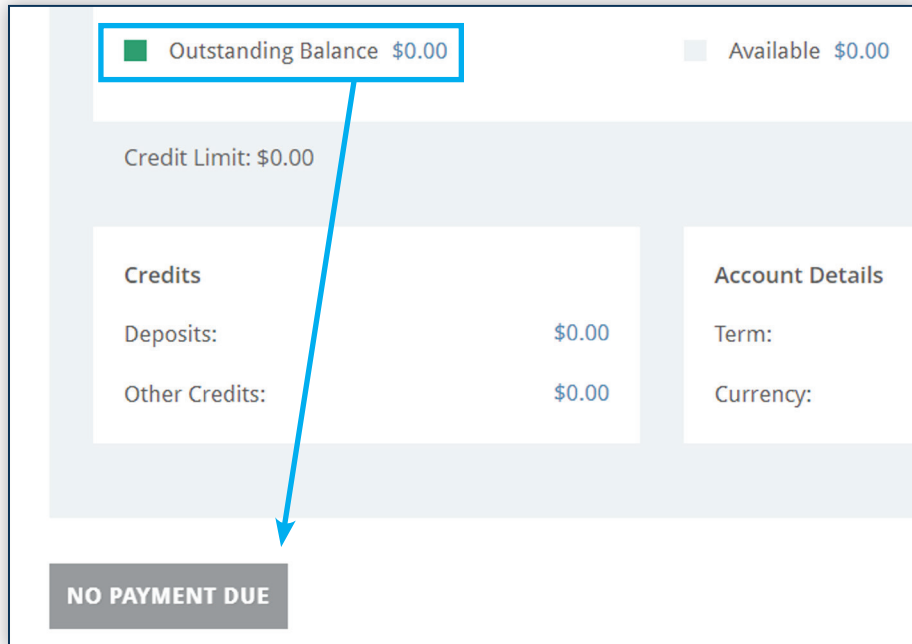 Outstanding Balance $0.00
Available $0.00
Credit Limit: $0.00
Credits
Deposits: $0.00
Other Credits: $0.00
Account Details
Term:
Currency:
NO PAYMENT DUE